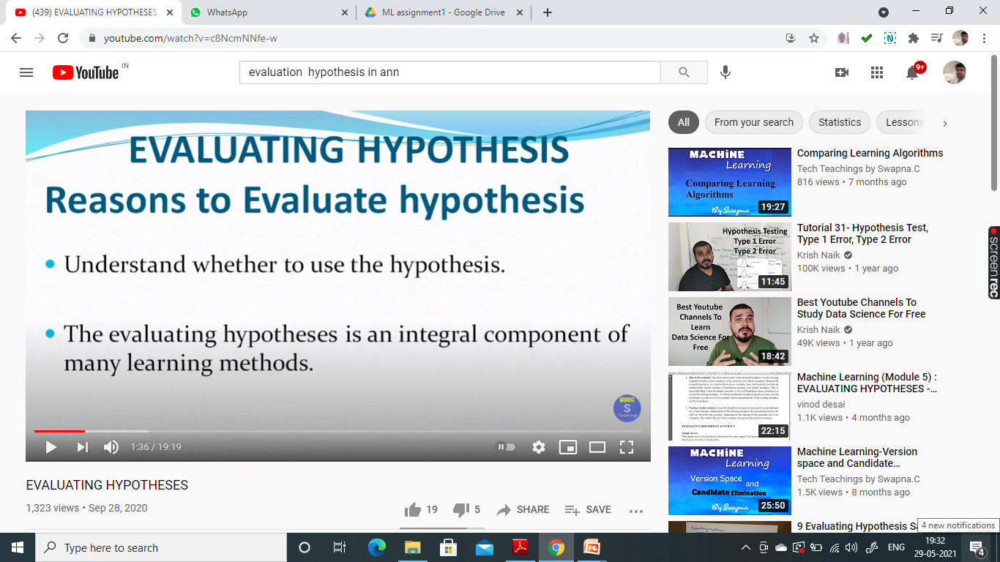 (439) EVALUATING HYPOTHESES
WhatsApp
ML assignment1 - Google Drive
youtube.com/watch?v=c8NcmNNfe-w
YouTube IN
evaluation hypothesis in ann
9+
EVALUATING HYPOTHESIS
Reasons to Evaluate hypothesis
• Understand whether to use the hypothesis.
• The evaluating hypotheses is an integral component of
many learning methods.
S
Teachings
1:36 / 19:19
EVALUATING HYPOTHESES
1,323 views • Sep 28, 2020
19
5
SHARE
SAVE
All
From your search
Statistics
Lessons
MACHiNE
Learning
Comparing Learning
Algorithms
By Swapna
19:27
Comparing Learning Algorithms
Tech Teachings by Swapna.C
816 views • 7 months ago
Hypothesis Testing
Type 1 Error
Type 2 Error
11:45
Tutorial 31- Hypothesis Test,
Type 1 Error, Type 2 Error
Krish Naik
100K views • 1 year ago
Best Youtube
Channels To
Learn
Data Science For
Free
18:42
Best Youtube Channels To
Study Data Science For Free
Krish Naik
49K views • 1 year ago
ESTIMATING HYPOTHESIS ACCURACY
22:15
Machine Learning (Module 5) :
EVALUATING HYPOTHESES -...
vinod desai
1.1K views • 4 months ago
MACHiNE
Learning
Version Space
and
Candidate Elimination
By Swapna
25:50
Machine Learning-Version
space and Candidate...
Tech Teachings by Swapna.C
1.5K views • 8 months ago
9 Evaluating Hypothesis
4 new notifications
screenrec
Type here to search
ENG
19:32
29-05-2021
4